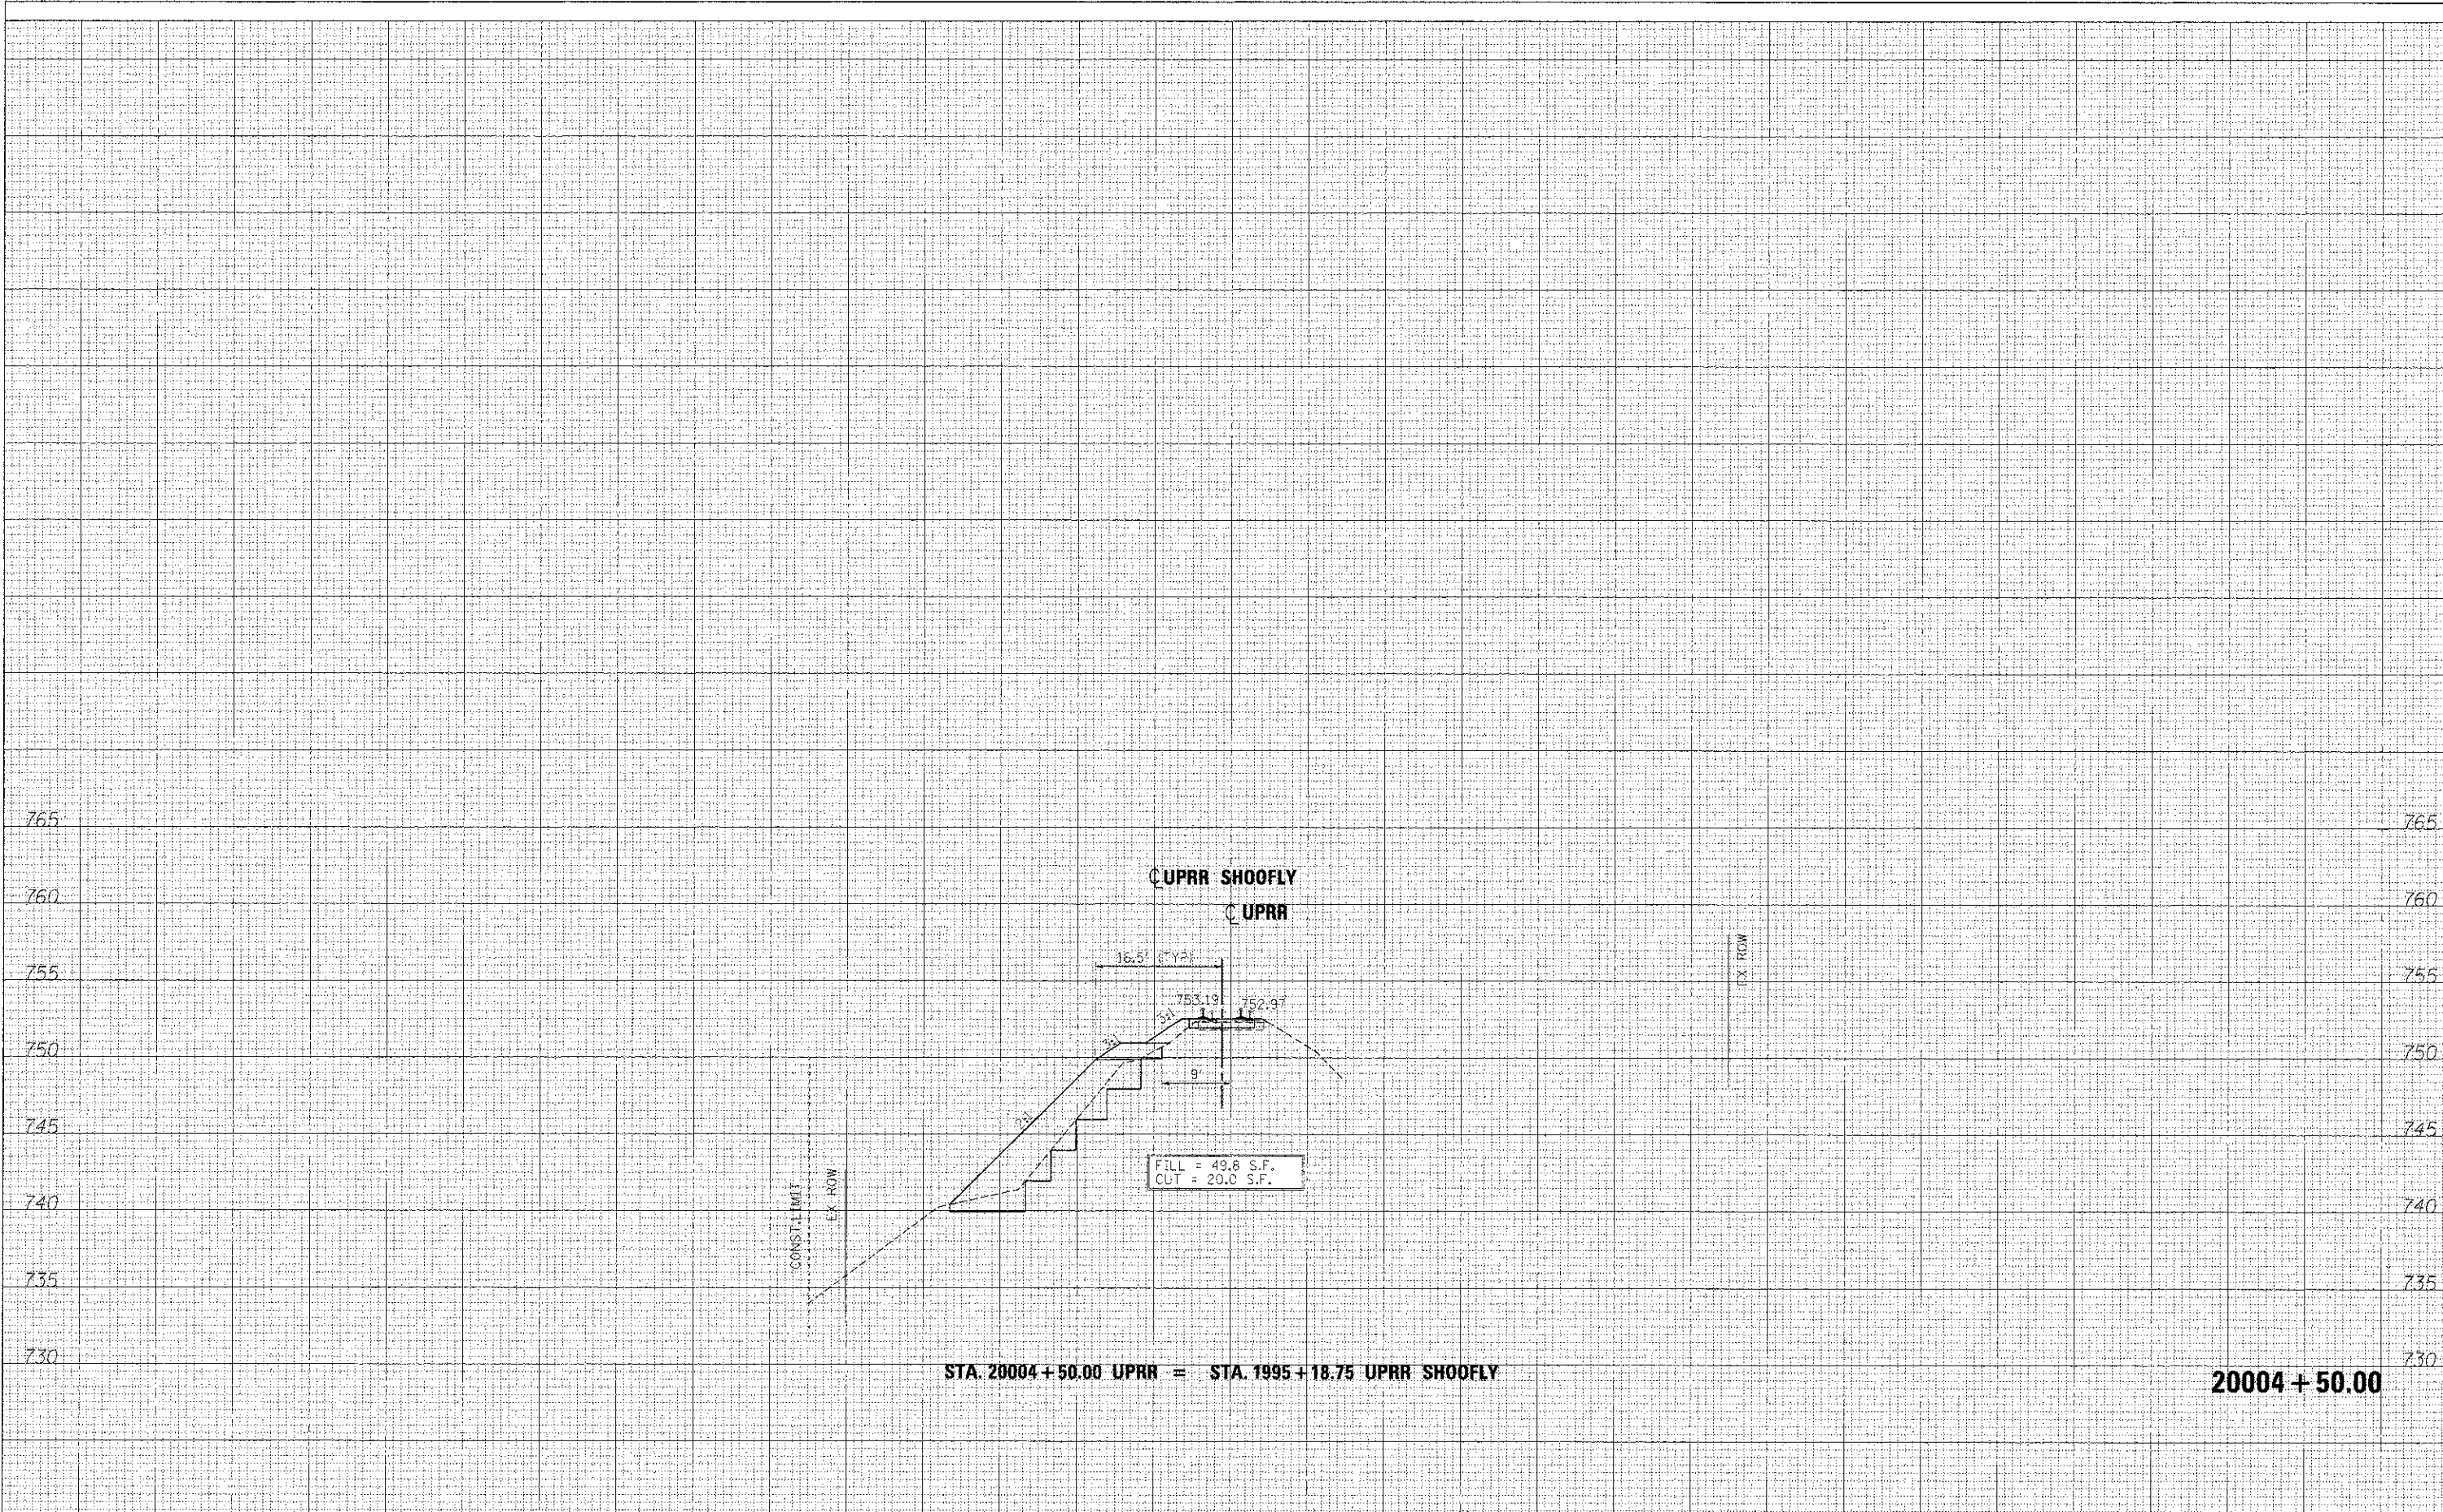 765 765
℄ UPRR SHOOFLY
760 760
℄ UPRR
EX ROW
16.5' (TYP)
755 755
753.19 752.97
3:1
3:1
750 750
9'
2:1
745 745
FILL = 49.8 S.F.
CUT = 20.0 S.F.
CONST. LIMIT
EX ROW
740 740
735 735
730 730
STA. 20004+50.00 UPRR = STA. 1995+18.75 UPRR SHOOFLY
20004+50.00